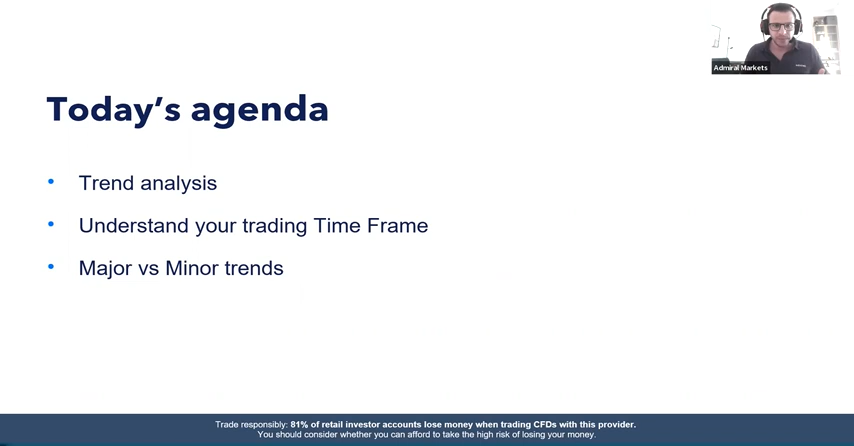 Admiral Markets
Today's agenda
• Trend analysis
• Understand your trading Time Frame
• Major vs Minor trends
Trade responsibly: 81% of retail investor accounts lose money when trading CFDs with this provider.
You should consider whether you can afford to take the high risk of losing your money.